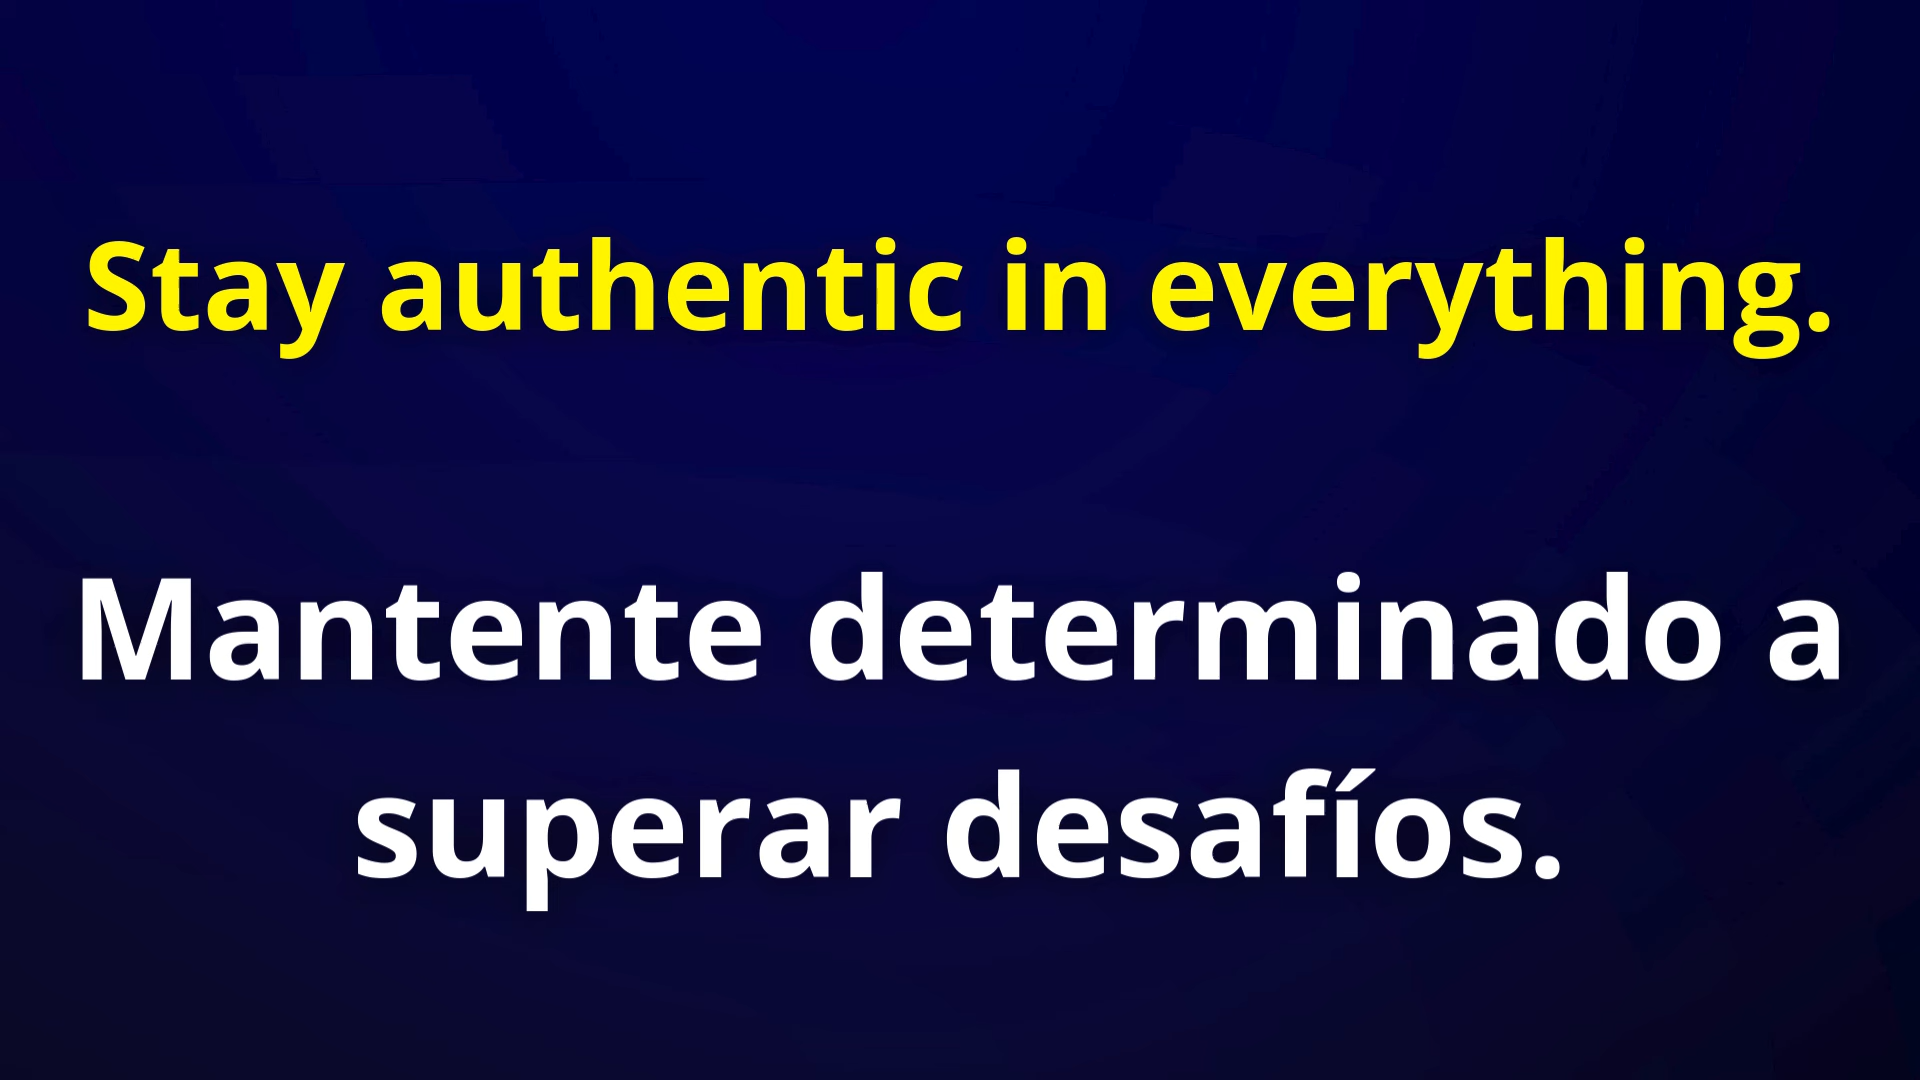 Stay authentic in everything.
Mantente determinado a
superar desafíos.